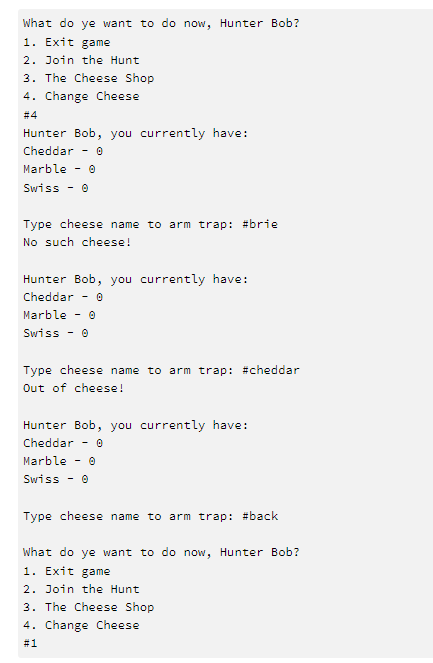 What do ye want to do now, Hunter Bob?
1. Exit game
2. Join the Hunt
3. The Cheese Shop
4. Change Cheese
#4
Hunter Bob, you currently have:
Cheddar - 0
Marble - 0
Swiss - 0
Type cheese name to arm trap: #brie
No such cheese!
Hunter Bob, you currently have:
Cheddar - 0
Marble - 0
Swiss - 0
Type cheese name to arm trap: #cheddar
Out of cheese!
Hunter Bob, you currently have:
Cheddar - 0
Marble - 0
Swiss - 0
Type cheese name to arm trap: #back
What do ye want to do now, Hunter Bob?
1. Exit game
2. Join the Hunt
3. The Cheese Shop
4. Change Cheese
#1